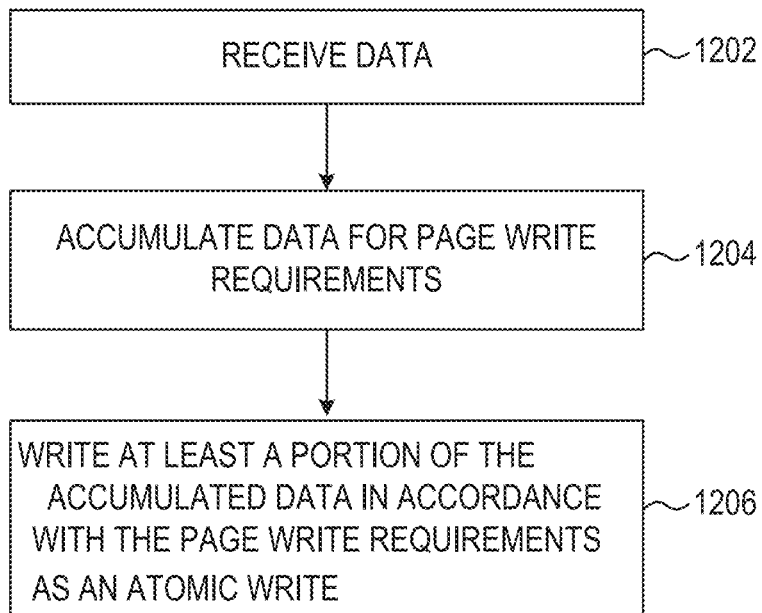 RECEIVE DATA
1202
ACCUMULATE DATA FOR PAGE WRITE
REQUIREMENTS
1204
WRITE AT LEAST A PORTION OF THE
ACCUMULATED DATA IN ACCORDANCE
WITH THE PAGE WRITE REQUIREMENTS
AS AN ATOMIC WRITE
1206